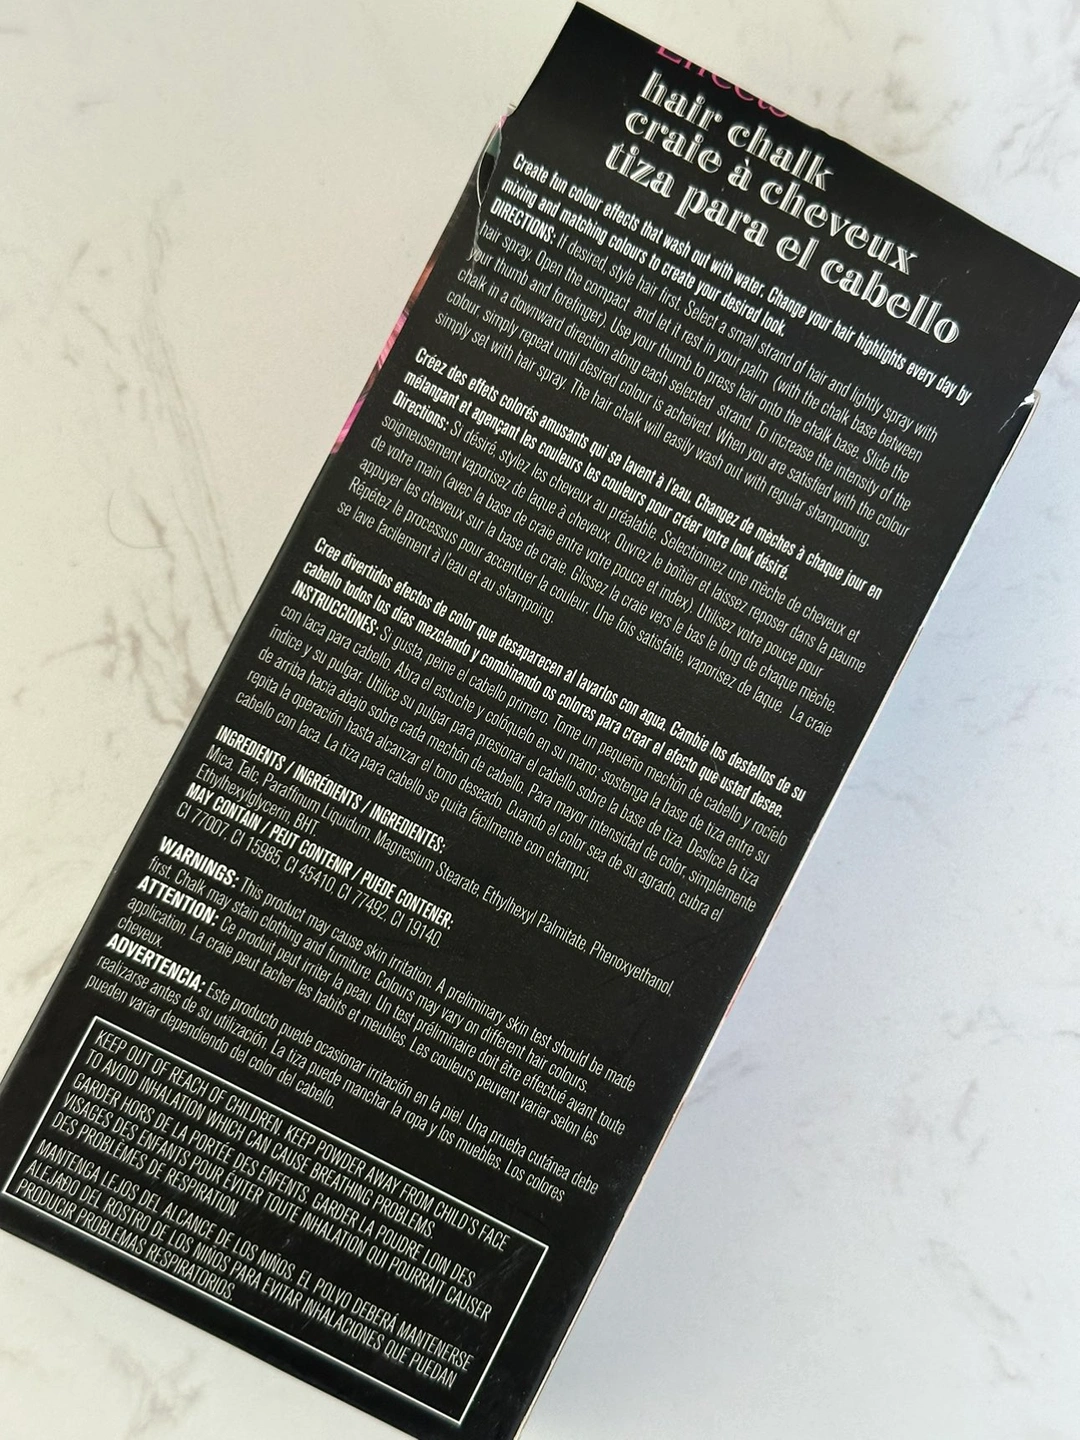 Effects
hair chalk
craie à cheveux
tiza para el cabello
Create fun colour effects that wash out with water. Change your hair highlights every day by
mixing and matching colours to create your desired look.
DIRECTIONS: If desired, style hair first. Select a small strand of hair and lightly spray with
hair spray. Open the compact, and let it rest in your palm (with the chalk base between
your thumb and forefinger). Use your thumb to press hair onto the chalk base. Slide the
chalk in a downward direction along each selected strand. To increase the intensity of the
colour, simply repeat until desired colour is acheived. When you are satisfied with the colour
simply set with hair spray. The hair chalk will easily wash out with regular shampooing.
Créez des effets colorés amusants qui se lavent à l'eau. Changez de mèches à chaque jour en
mélangant et agençant les couleurs les couleurs pour créer votre look désiré.
Directions: Si désiré, stylez les cheveux au préalable. Sélectionnez une mèche de cheveux et
soigneusement vaporisez de laque à cheveux. Ouvrez le boîtier et laissez reposer dans la paume
de votre main (avec la base de craie entre votre pouce et index). Utilisez votre pouce pour
appuyer les cheveux sur la base de craie. Glissez la craie vers le bas le long de chaque mèche.
Repétez le processus pour accentuer la couleur. Une fois satisfaite, vaporisez de laque. La craie
se lave facilement à l'eau et au shampoing.
Cree divertidos efectos de color que desaparecen al lavarlos con agua. Cambie los destellos de su
cabello todos los días mezclando y combinando os colores para crear el efecto que usted desee.
INSTRUCCIONES: Si gusta, peine el cabello primero. Tome un pequeño mechón de cabello y rocíelo
con laca para cabello. Abra el estuche y colóquelo en su mano; sostenga la base de tiza entre su
índice y su pulgar. Utilice su pulgar para presionar el cabello sobre la base de tiza. Deslice la tiza
de arriba hacia abajo sobre cada mechón de cabello. Para mayor intensidad de color, simplemente
repita la operación hasta alcanzar el tono deseado. Cuando el color sea de su agrado, cubra el
cabello con laca. La tiza para cabello se quita fácilmente con champú.
INGREDIENTS / INGRÉDIENTS / INGREDIENTES:
Mica, Talc, Paraffinum Liquidum, Magnesium Stearate, Ethylhexyl Palmitate, Phenoxyethanol,
Ethylhexylglycerin, BHT.
MAY CONTAIN / PEUT CONTENIR / PUEDE CONTENER:
CI 77007, CI 15985, CI 45410, CI 77492, CI 19140.
WARNINGS: This product may cause skin irritation. A preliminary skin test should be made
first. Chalk may stain clothing and furniture. Colours may vary on different hair colours.
ATTENTION: Ce produit peut irriter la peau. Un test préliminaire doit être effectué avant toute
application. La craie peut tacher les habits et meubles. Les couleurs peuvent varier selon les
cheveux.
ADVERTENCIA: Este producto puede ocasionar irritación en la piel. Una prueba cutánea debe
realizarse antes de su utilización. La tiza puede manchar la ropa y los muebles. Los colores
pueden variar dependiendo del color del cabello.
KEEP OUT OF REACH OF CHILDREN, KEEP POWDER AWAY FROM CHILD'S FACE
TO AVOID INHALATION WHICH CAN CAUSE BREATHING PROBLEMS.
GARDER HORS DE LA PORTÉE DES ENFENTS. GARDER LA POUDRE LOIN DES
VISAGES DES ENFANTS POUR ÉVITER TOUTE INHALATION QUI POURRAIT CAUSER
DES PROBLÈMES DE RESPIRATION.
MANTENGA LEJOS DEL ALCANCE DE LOS NIÑOS. EL POLVO DEBERÁ MANTENERSE
ALEJADO DEL ROSTRO DE LOS NIÑOS PARA EVITAR INHALACIONES QUE PUEDAN
PRODUCIR PROBLEMAS RESPIRATORIOS.